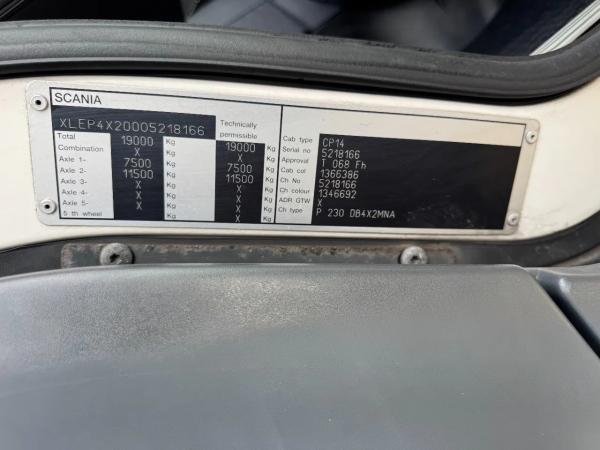 SCANIA
XLEP4X20005218166 Technically permissible
Total 19000 Kg 19000 Kg
Combination X Kg X Kg
Axle 1- 7500 Kg 7500 Kg
Axle 2- 11500 Kg 11500 Kg
Axle 3- X Kg X Kg
Axle 4- X Kg X Kg
Axle 5- X Kg X Kg
5 th wheel X Kg X Kg
Cab type CP14
Serial no 5218166
Approval T 068 Fh
Cab col 1366386
Ch No 5218166
Ch colour 1346692
ADR GTW X
Ch type P 230 DB4X2MNA